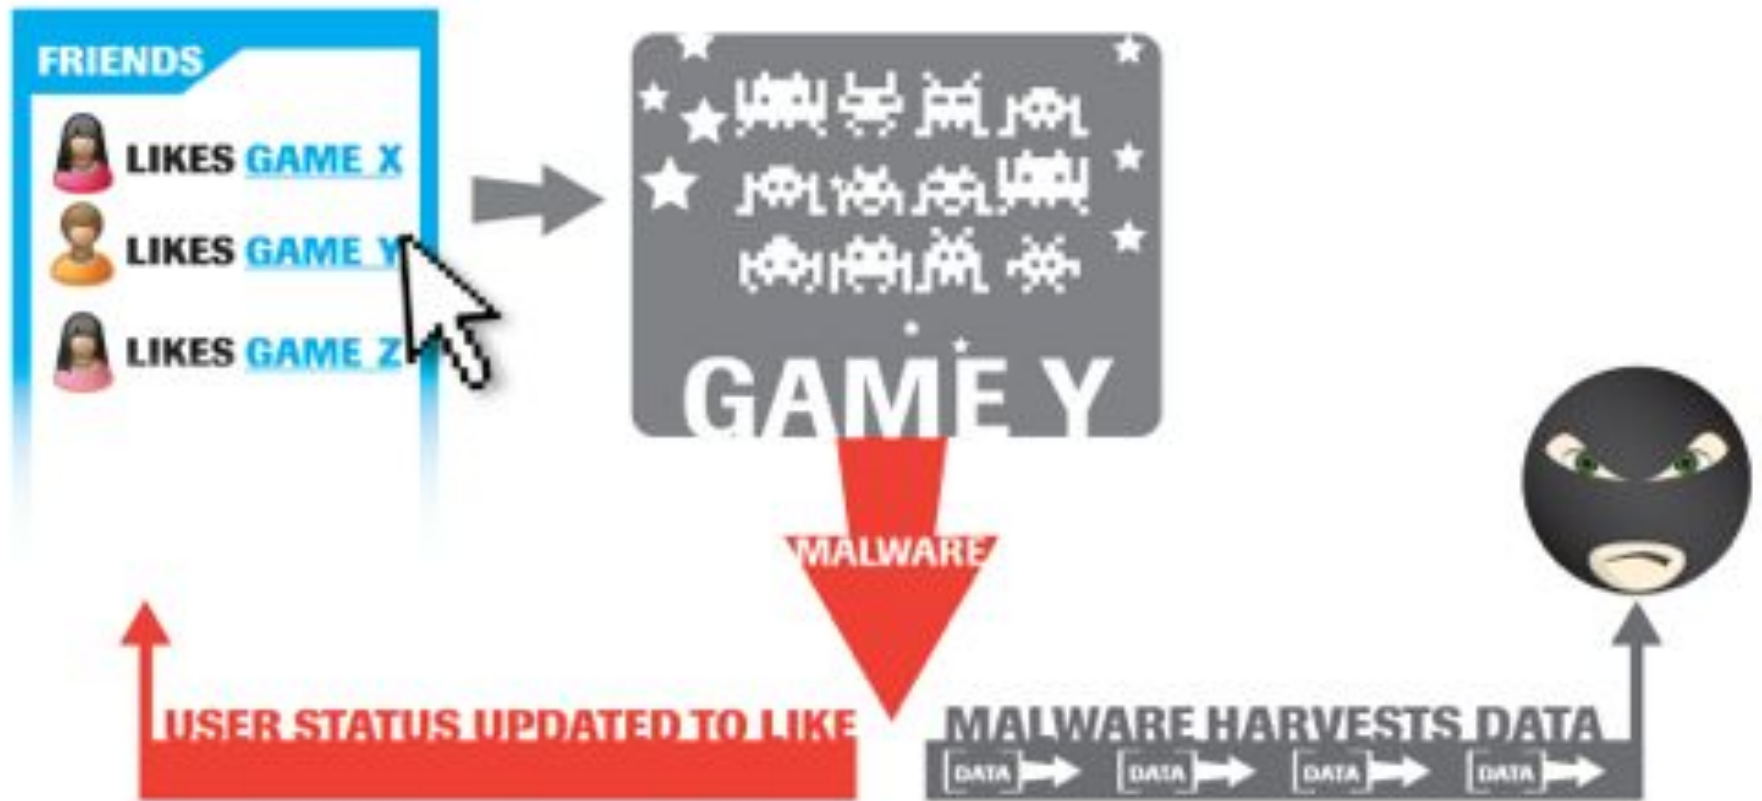 FRIENDS
LIKES GAME X
LIKES GAME Y
LIKES GAME Z
GAME Y
MALWARE
USER STATUS UPDATED TO LIKE
MALWARE HARVESTS DATA
[DATA] [DATA] [DATA] [DATA]